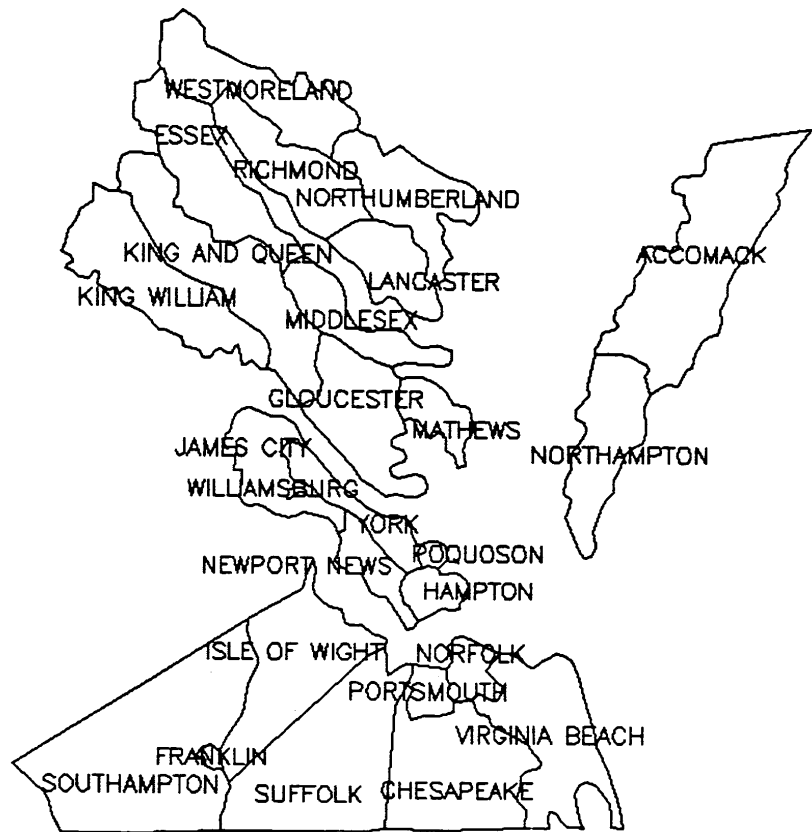 WESTMORELAND
ESSEX
RICHMOND
NORTHUMBERLAND
KING AND QUEEN
ACCOMACK
LANCASTER
KING WILLIAM
MIDDLESEX
GLOUCESTER
MATHEWS
JAMES CITY
NORTHAMPTON
WILLIAMSBURG
YORK
POQUOSON
NEWPORT NEWS
HAMPTON
ISLE OF WIGHT
NORFOLK
PORTSMOUTH
VIRGINIA BEACH
FRANKLIN
SOUTHAMPTON
SUFFOLK
CHESAPEAKE